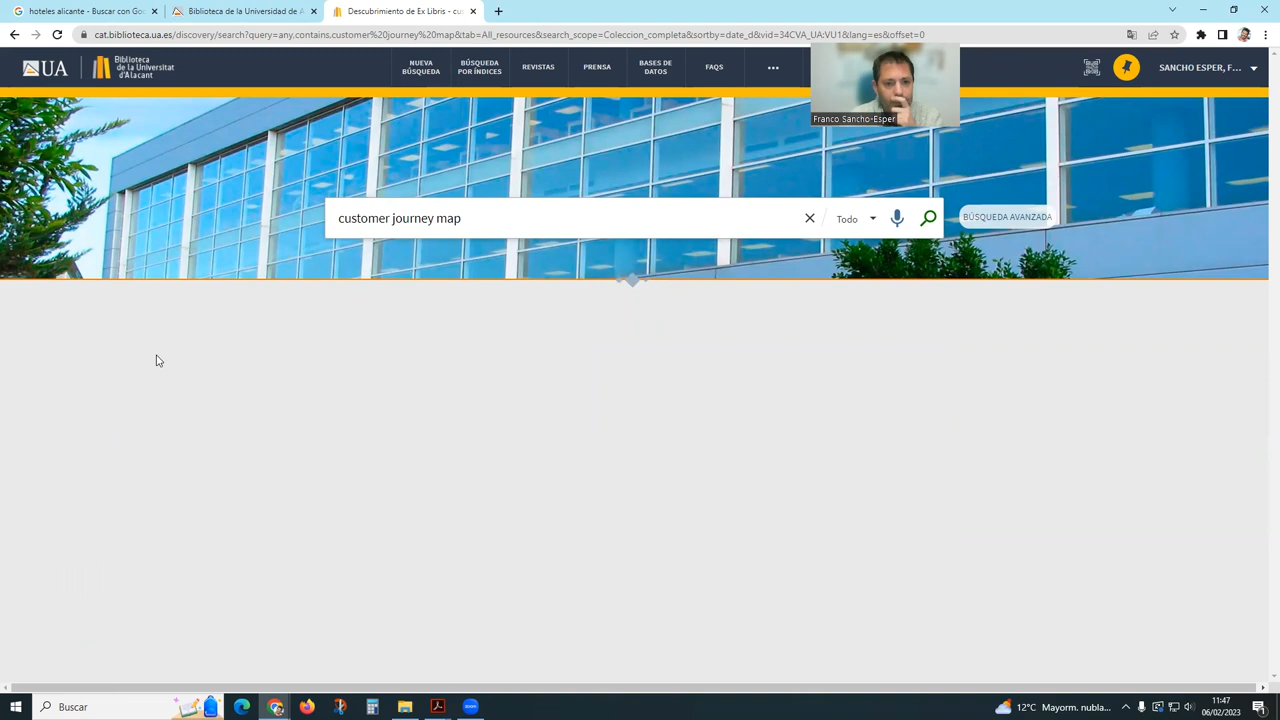 hoteles alicante - Buscar con Goo
Biblioteca de la Universidad de A
Descubrimiento de Ex Libris - cus
cat.biblioteca.ua.es/discovery/search?query=any,contains,customer%20journey%20map&tab=All_resources&search_scope=Coleccion_completa&sortby=date_d&vid=34CVA_UA:VU1&lang=es&offset=0
UA
Biblioteca
de la Universitat
d'Alacant
NUEVA
BÚSQUEDA
BÚSQUEDA
POR ÍNDICES
REVISTAS
PRENSA
BASES DE
DATOS
FAQS
...
SANCHO ESPER, F...
Franco Sancho-Esper
customer journey map
Todo
BÚSQUEDA AVANZADA
Buscar
12°C Mayorm. nubla...
11:47
06/02/2023